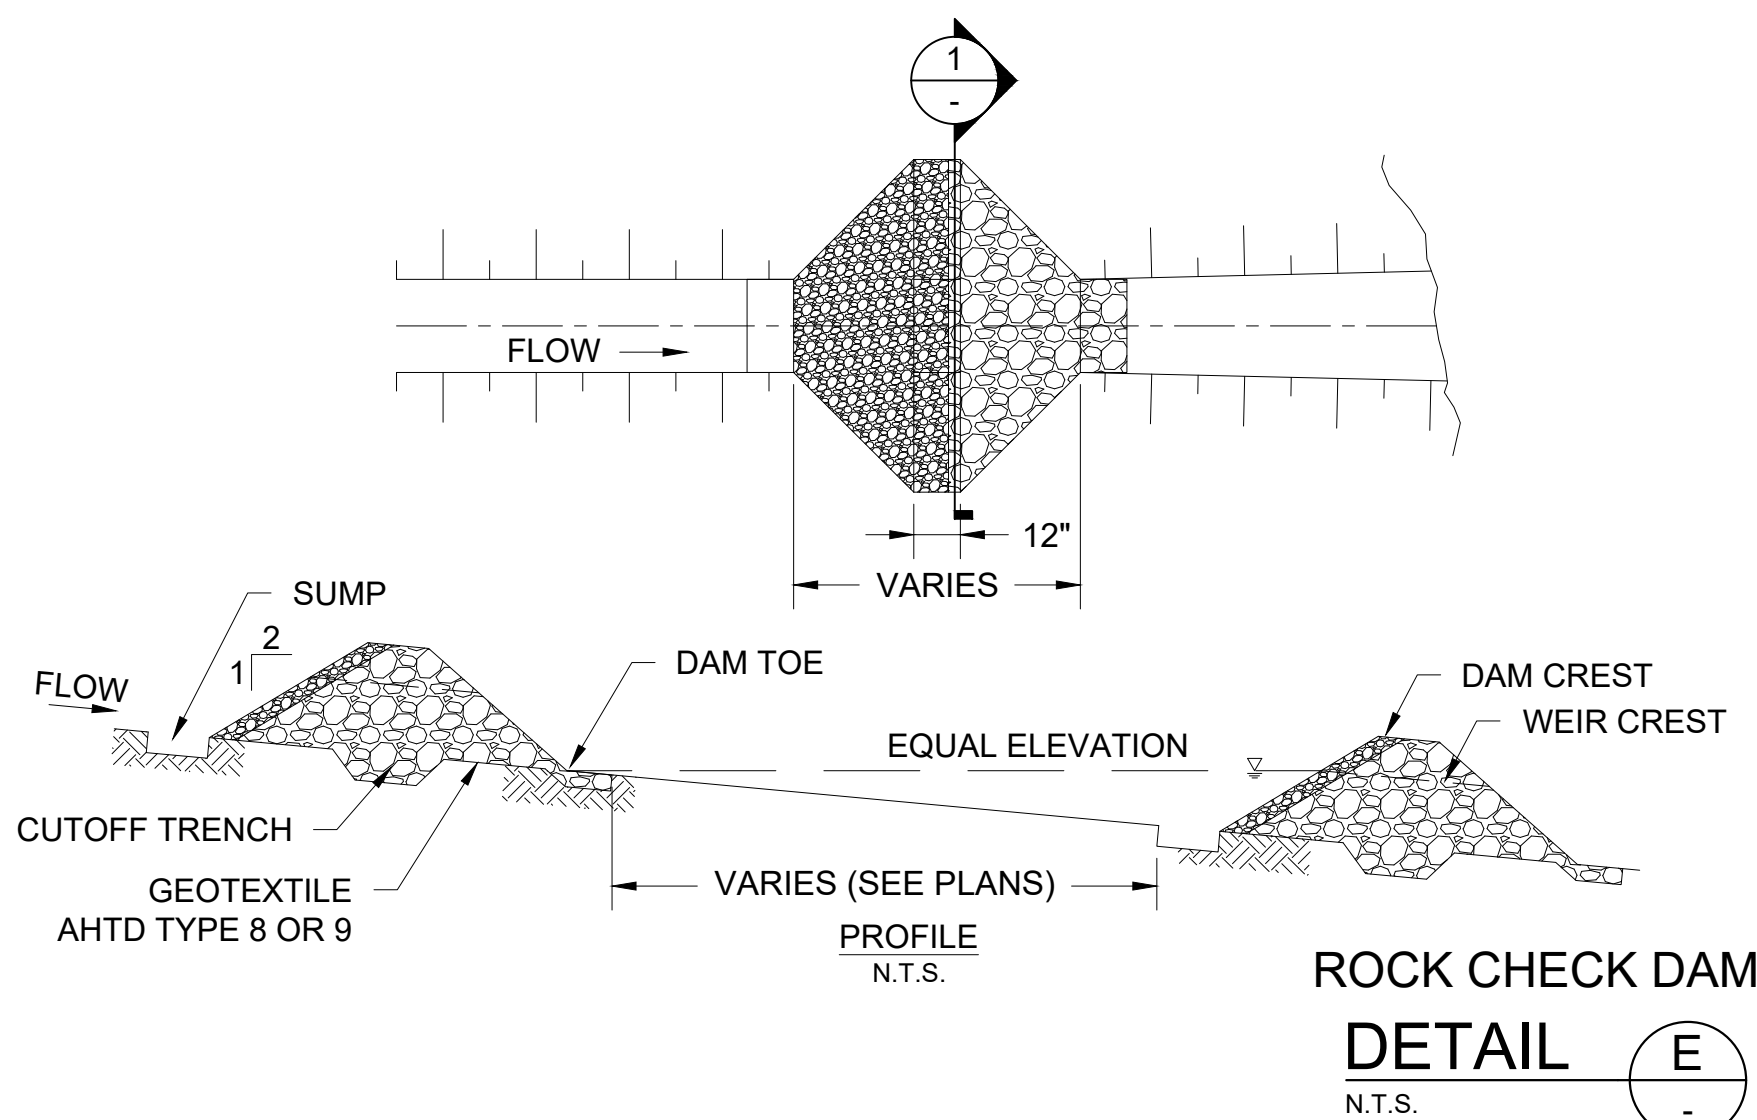 1
-
FLOW
12"
VARIES
SUMP
2
1
FLOW
DAM TOE
DAM CREST
WEIR CREST
EQUAL ELEVATION
CUTOFF TRENCH
GEOTEXTILE
AHTD TYPE 8 OR 9
VARIES (SEE PLANS)
PROFILE
N.T.S.
ROCK CHECK DAM
DETAIL
E
N.T.S.
-